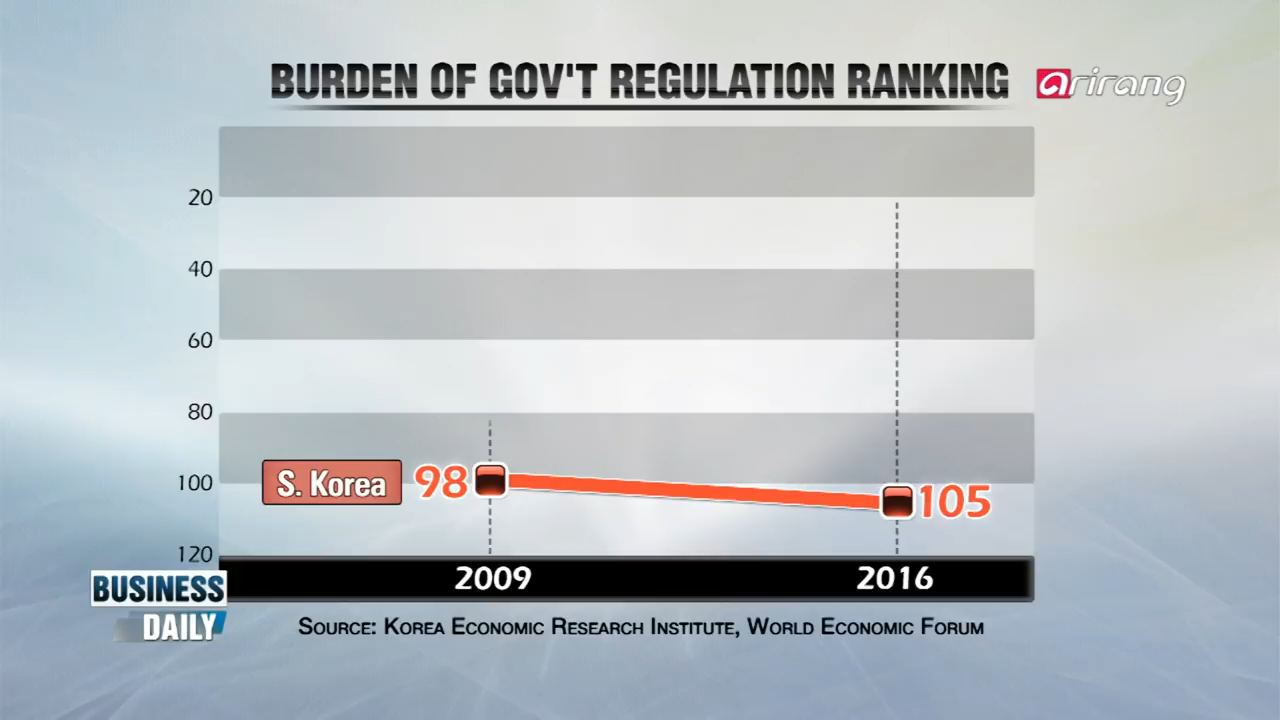 BURDEN OF GOV'T REGULATION RANKING
arirang
20
40
60
80
100
120
S. Korea 98
105
2009 2016
BUSINESS
DAILY
SOURCE: KOREA ECONOMIC RESEARCH INSTITUTE, WORLD ECONOMIC FORUM